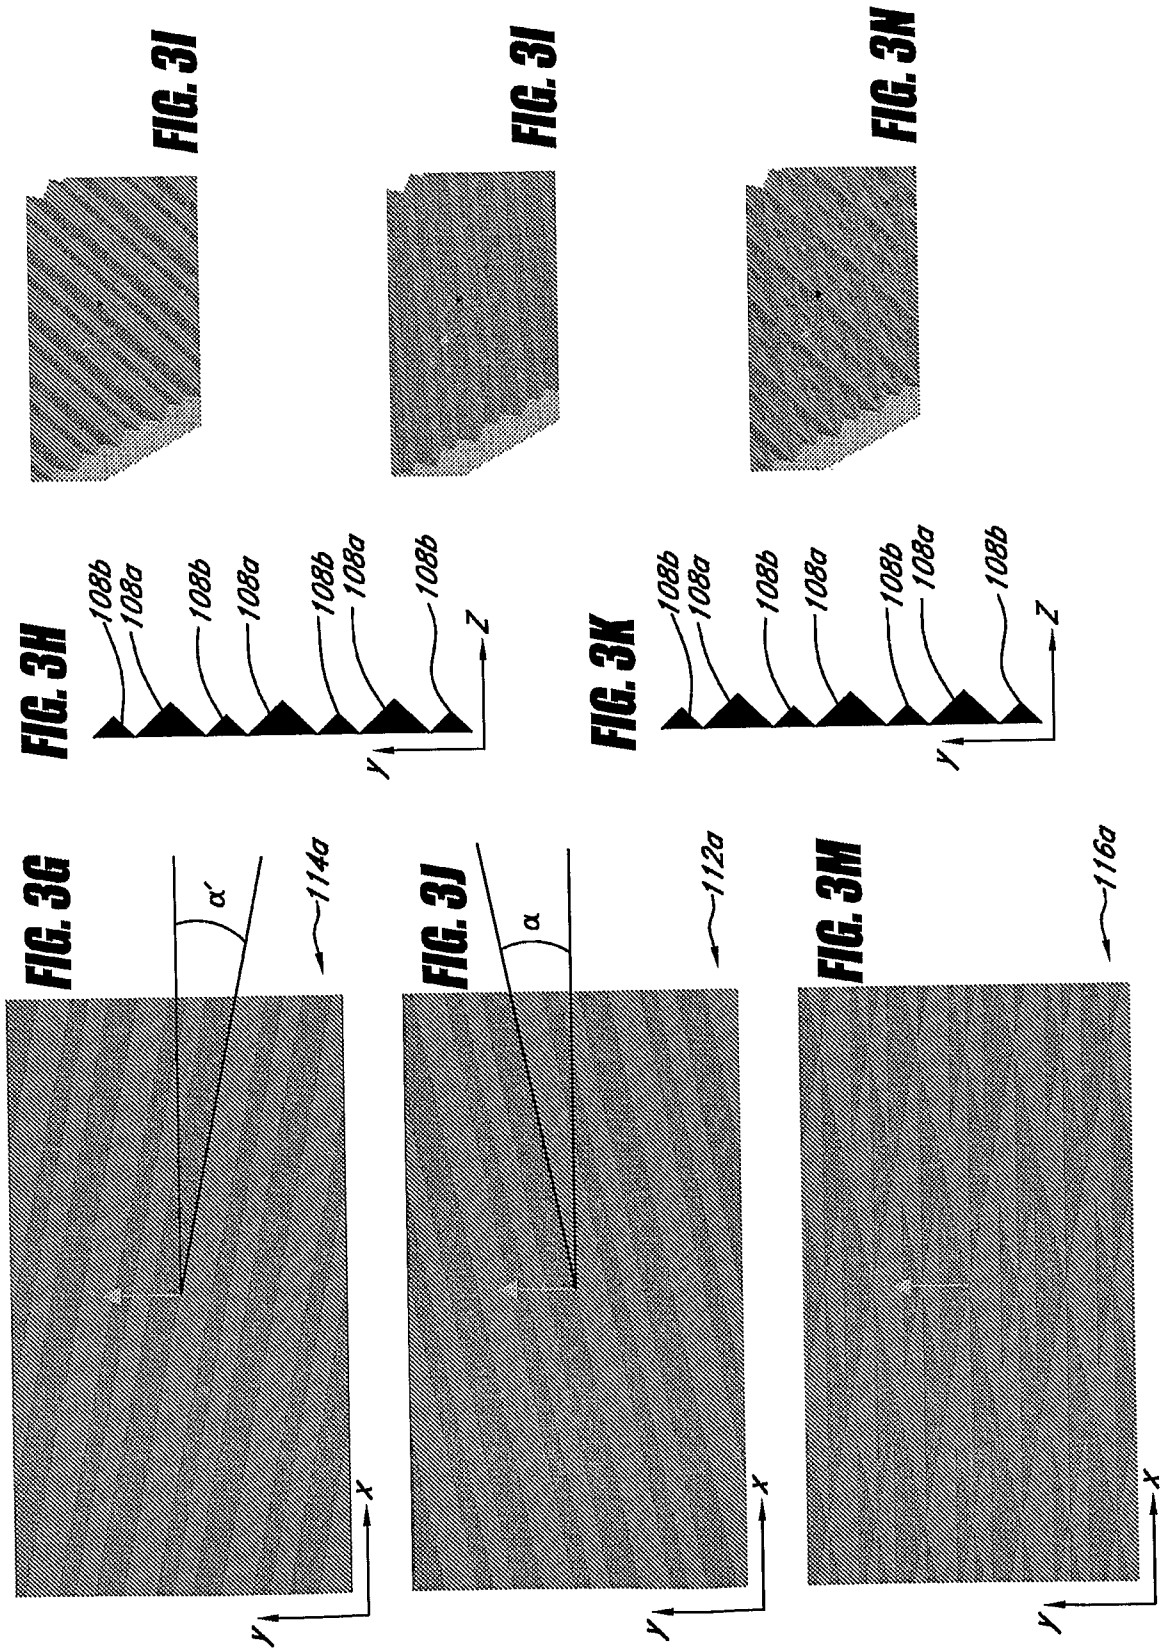 FIG. 3G
α′
114a
Y
X
FIG. 3H
108b
108a
108b
108a
108b
108a
108b
Y
Z
FIG. 3I
FIG. 3J
α
112a
Y
X
FIG. 3K
108b
108a
108b
108a
108b
108a
108b
Y
Z
FIG. 3I
FIG. 3M
116a
Y
X
FIG. 3N